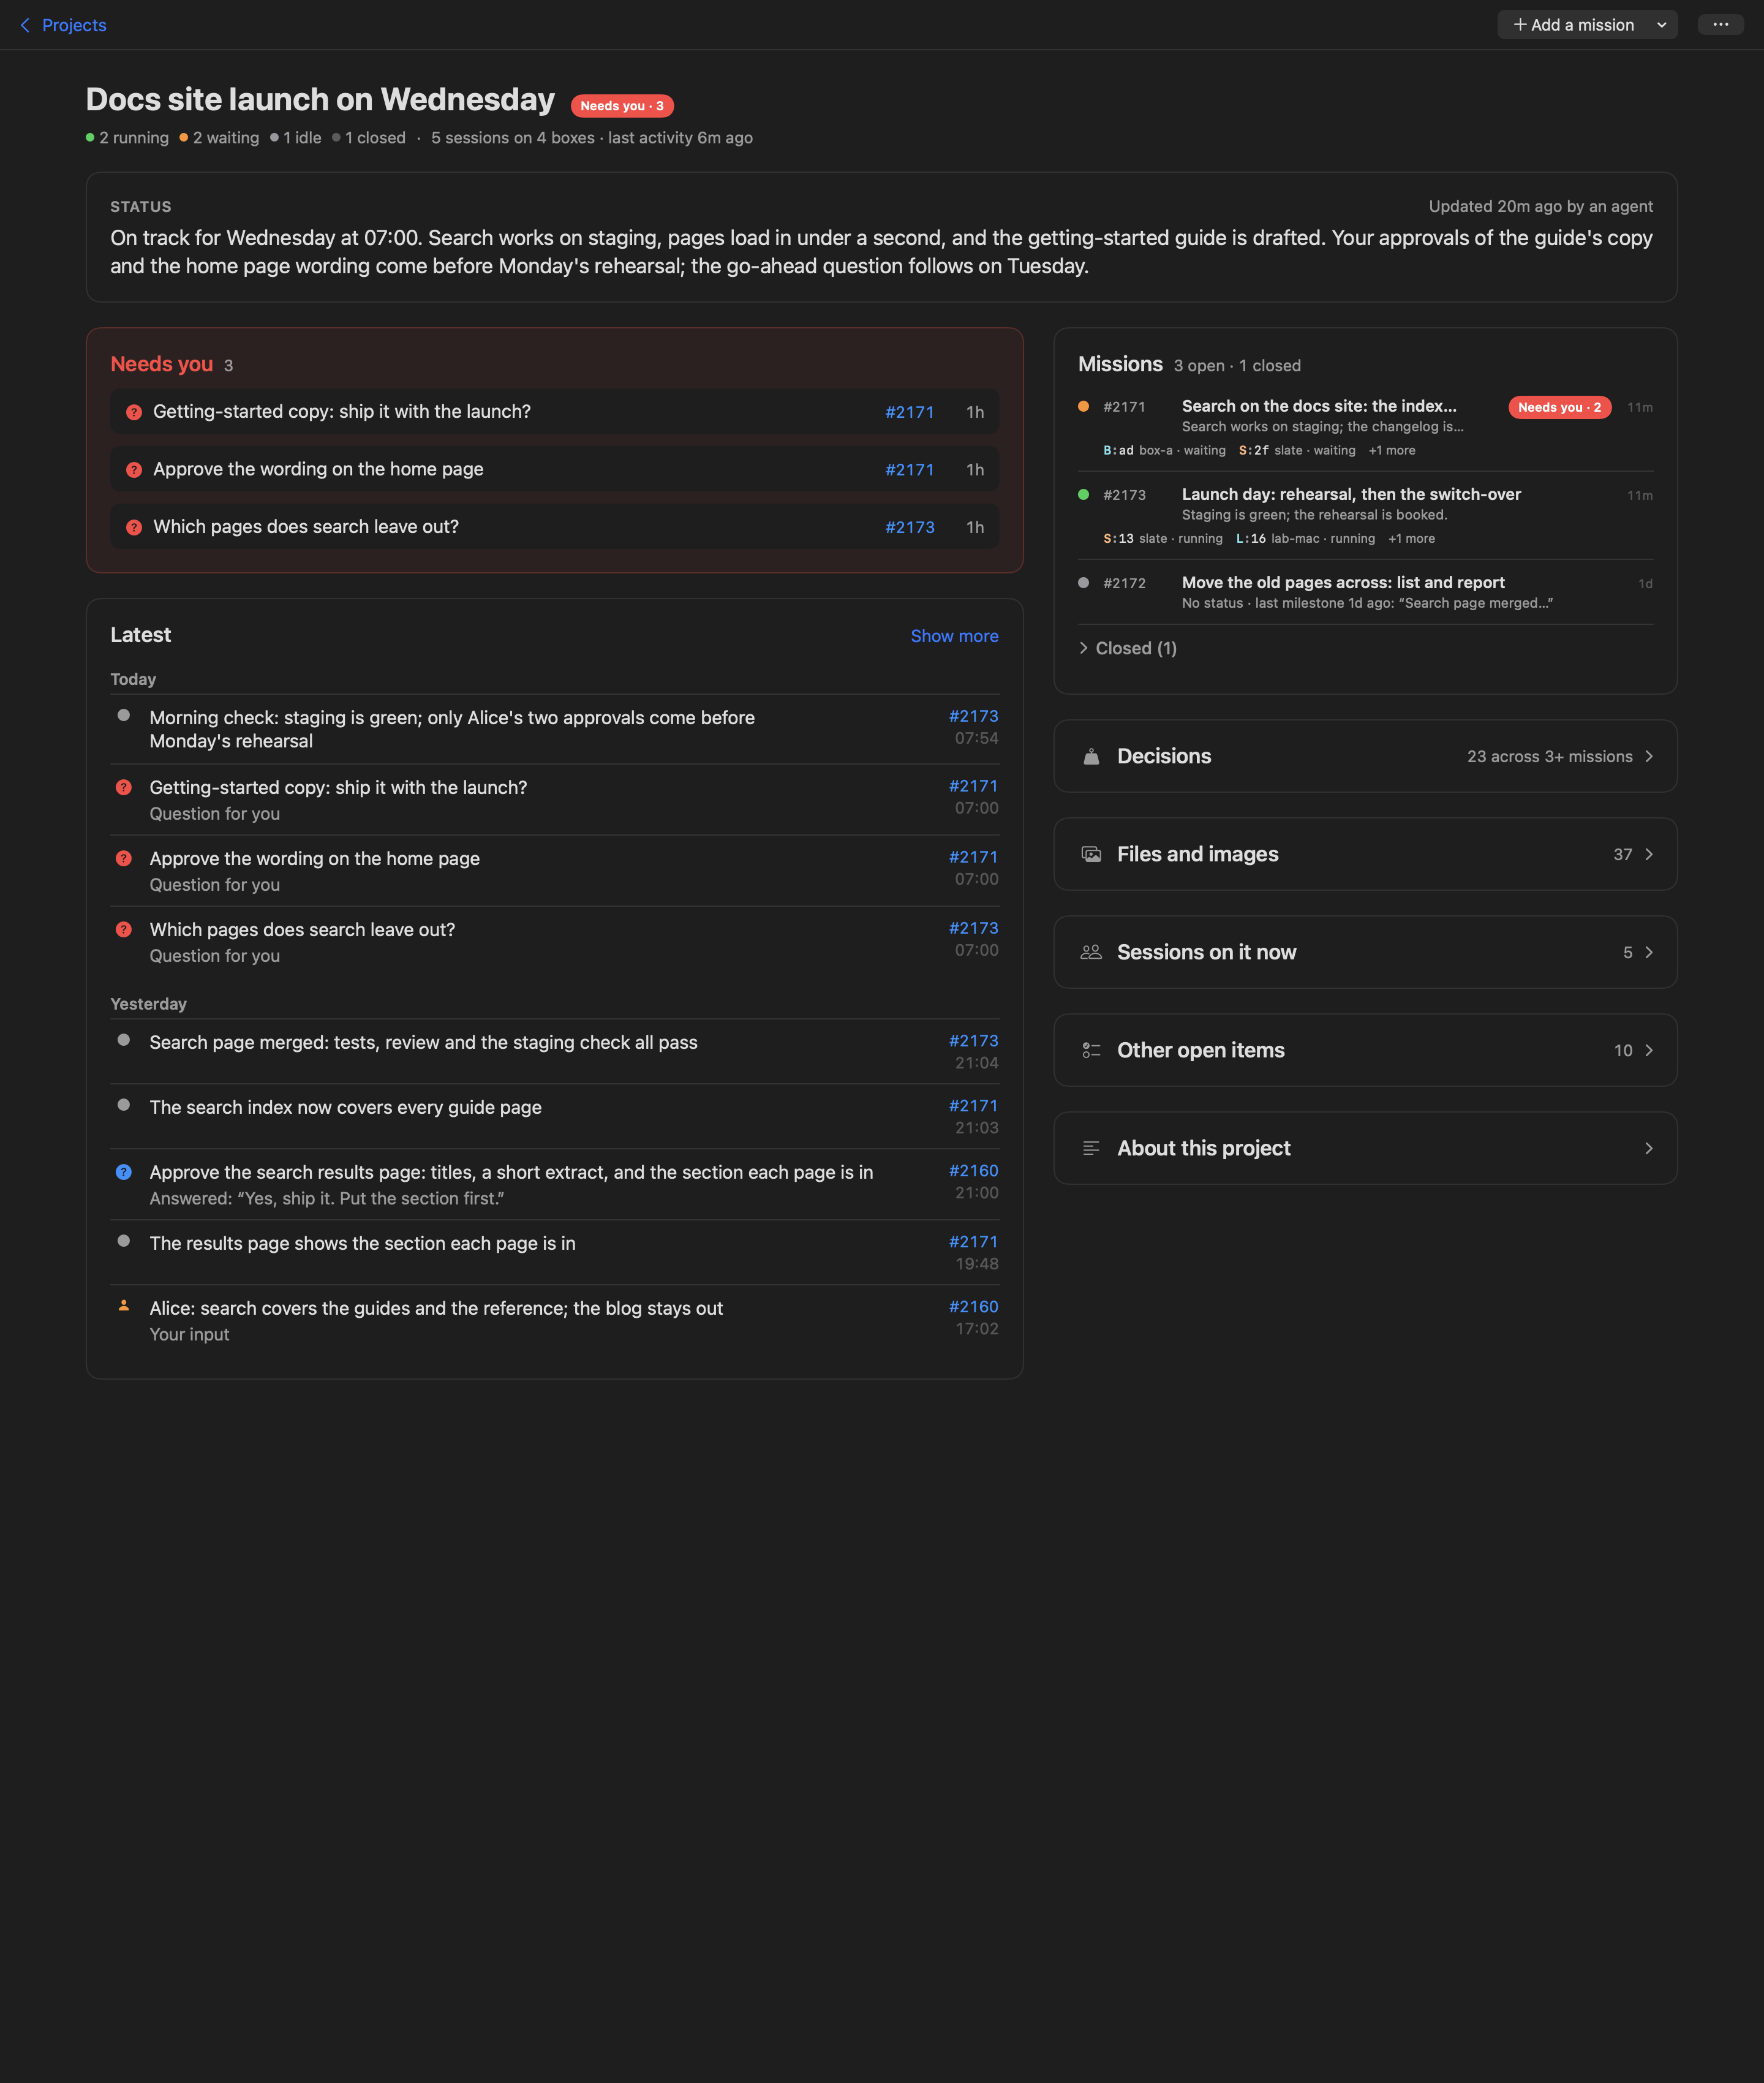 Projects
Add a mission
Docs site launch on Wednesday
Needs you · 3
2 running 2 waiting 1 idle 1 closed · 5 sessions on 4 boxes · last activity 6m ago
STATUS
Updated 20m ago by an agent
On track for Wednesday at 07:00. Search works on staging, pages load in under a second, and the getting-started guide is drafted. Your approvals of the guide's copy
and the home page wording come before Monday's rehearsal; the go-ahead question follows on Tuesday.
Needs you 3
Getting-started copy: ship it with the launch? #2171 1h
Approve the wording on the home page #2171 1h
Which pages does search leave out? #2173 1h
Latest
Show more
Today
Morning check: staging is green; only Alice's two approvals come before
Monday's rehearsal
#2173
07:54
Getting-started copy: ship it with the launch?
Question for you
#2171
07:00
Approve the wording on the home page
Question for you
#2171
07:00
Which pages does search leave out?
Question for you
#2173
07:00
Yesterday
Search page merged: tests, review and the staging check all pass
#2173
21:04
The search index now covers every guide page
#2171
21:03
Approve the search results page: titles, a short extract, and the section each page is in
Answered: “Yes, ship it. Put the section first.”
#2160
21:00
The results page shows the section each page is in
#2171
19:48
Alice: search covers the guides and the reference; the blog stays out
Your input
#2160
17:02
Missions 3 open · 1 closed
#2171 Search on the docs site: the index... Needs you · 2 11m
Search works on staging; the changelog is...
B:ad box-a · waiting S:2f slate · waiting +1 more
#2173 Launch day: rehearsal, then the switch-over 11m
Staging is green; the rehearsal is booked.
S:13 slate · running L:16 lab-mac · running +1 more
#2172 Move the old pages across: list and report 1d
No status · last milestone 1d ago: “Search page merged...”
Closed (1)
Decisions 23 across 3+ missions
Files and images 37
Sessions on it now 5
Other open items 10
About this project